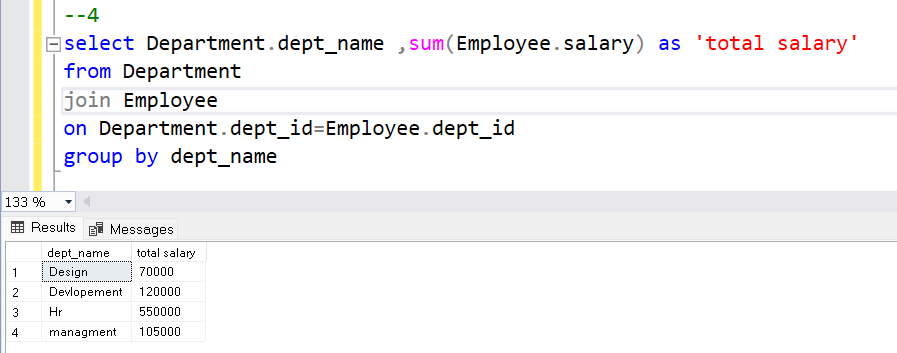 --4
select Department.dept_name ,sum(Employee.salary) as 'total salary'
from Department
join Employee
on Department.dept_id=Employee.dept_id
group by dept_name
133 %
Results Messages
dept_name total salary
1 Design 70000
2 Devlopement 120000
3 Hr 550000
4 managment 105000